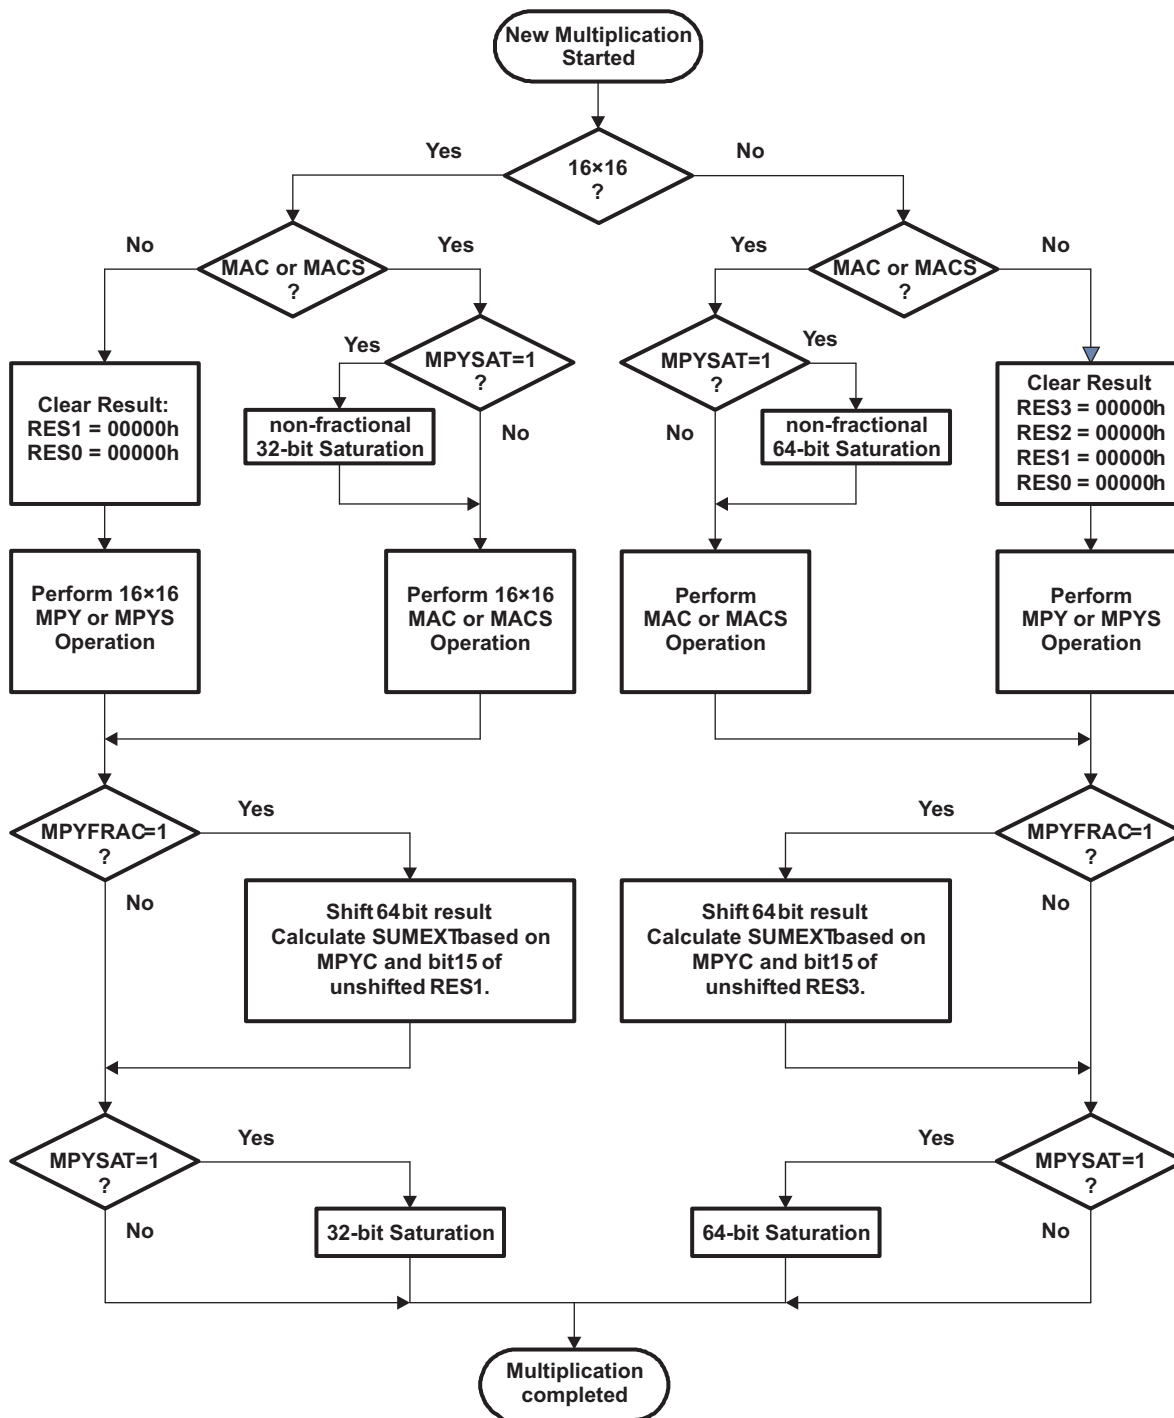 New Multiplication
Started
16×16
?
Yes
No
MAC or MACS
?
No
Yes
MAC or MACS
?
Yes
No
MPYSAT=1
?
Yes
No
MPYSAT=1
?
Yes
No
Clear Result:
RES1 = 00000h
RES0 = 00000h
non-fractional
32-bit Saturation
non-fractional
64-bit Saturation
Clear Result
RES3 = 00000h
RES2 = 00000h
RES1 = 00000h
RES0 = 00000h
Perform 16×16
MPY or MPYS
Operation
Perform 16×16
MAC or MACS
Operation
Perform
MAC or MACS
Operation
Perform
MPY or MPYS
Operation
MPYFRAC=1
?
Yes
No
MPYFRAC=1
?
Yes
No
Shift 64 bit result
Calculate SUMEXT based on
MPYC and bit15 of
unshifted RES1.
Shift 64 bit result
Calculate SUMEXT based on
MPYC and bit15 of
unshifted RES3.
MPYSAT=1
?
Yes
No
MPYSAT=1
?
Yes
No
32-bit Saturation
64-bit Saturation
Multiplication
completed